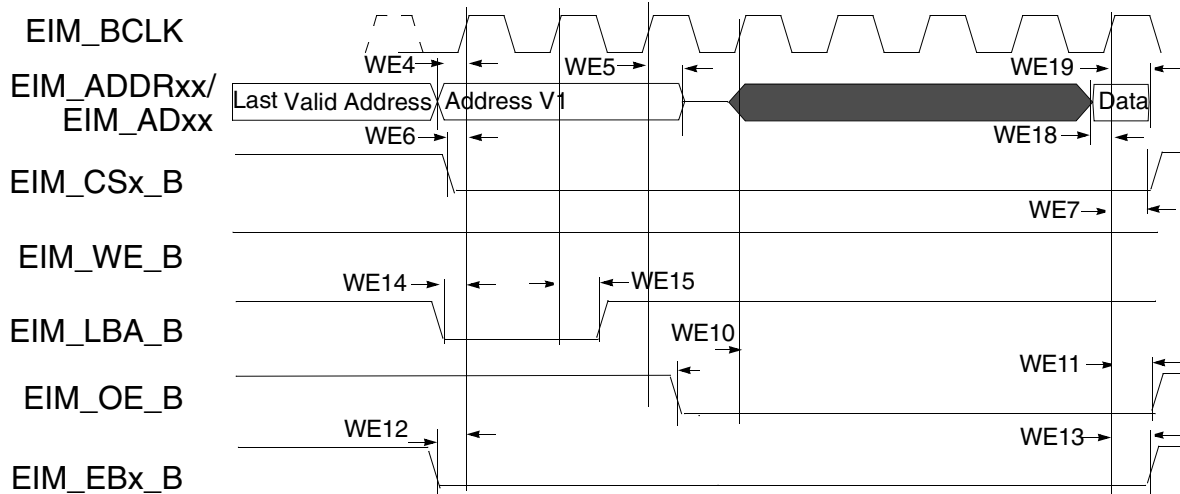 EIM_BCLK
WE4
WE5
WE19
EIM_ADDRxx/
EIM_ADxx
Last Valid Address
Address V1
Data
WE6
WE18
EIM_CSx_B
WE7
EIM_WE_B
WE14
WE15
EIM_LBA_B
WE10
WE11
EIM_OE_B
WE12
WE13
EIM_EBx_B